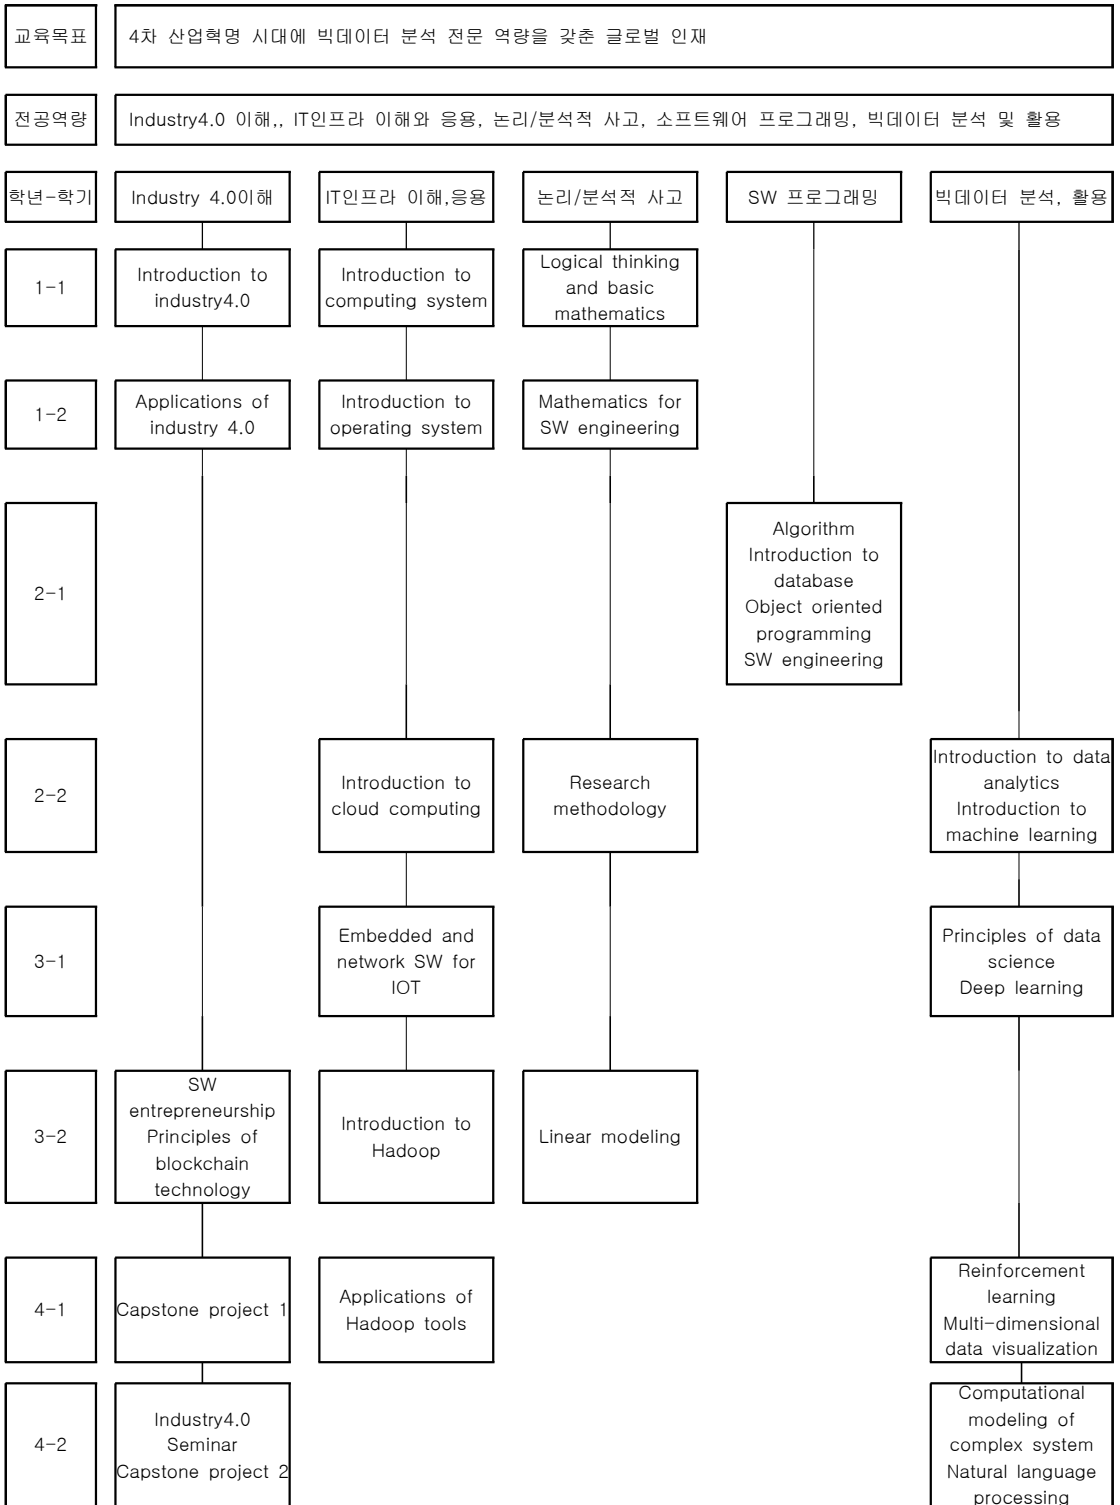 교육목표
4차 산업혁명 시대에 빅데이터 분석 전문 역량을 갖춘 글로벌 인재
전공역량
Industry4.0 이해,, IT인프라 이해와 응용, 논리/분석적 사고, 소프트웨어 프로그래밍, 빅데이터 분석 및 활용
학년-학기
Industry 4.0이해
IT인프라 이해,응용
논리/분석적 사고
SW 프로그래밍
빅데이터 분석, 활용
1-1
Introduction to
industry4.0
Introduction to
computing system
Logical thinking
and basic
mathematics
1-2
Applications of
industry 4.0
Introduction to
operating system
Mathematics for
SW engineering
2-1
Algorithm
Introduction to
database
Object oriented
programming
SW engineering
2-2
Introduction to
cloud computing
Research
methodology
Introduction to data
analytics
Introduction to
machine learning
3-1
Embedded and
network SW for
IOT
Principles of data
science
Deep learning
3-2
SW
entrepreneurship
Principles of
blockchain
technology
Introduction to
Hadoop
Linear modeling
4-1
Capstone project 1
Applications of
Hadoop tools
Reinforcement
learning
Multi-dimensional
data visualization
4-2
Industry4.0
Seminar
Capstone project 2
Computational
modeling of
complex system
Natural language
processing